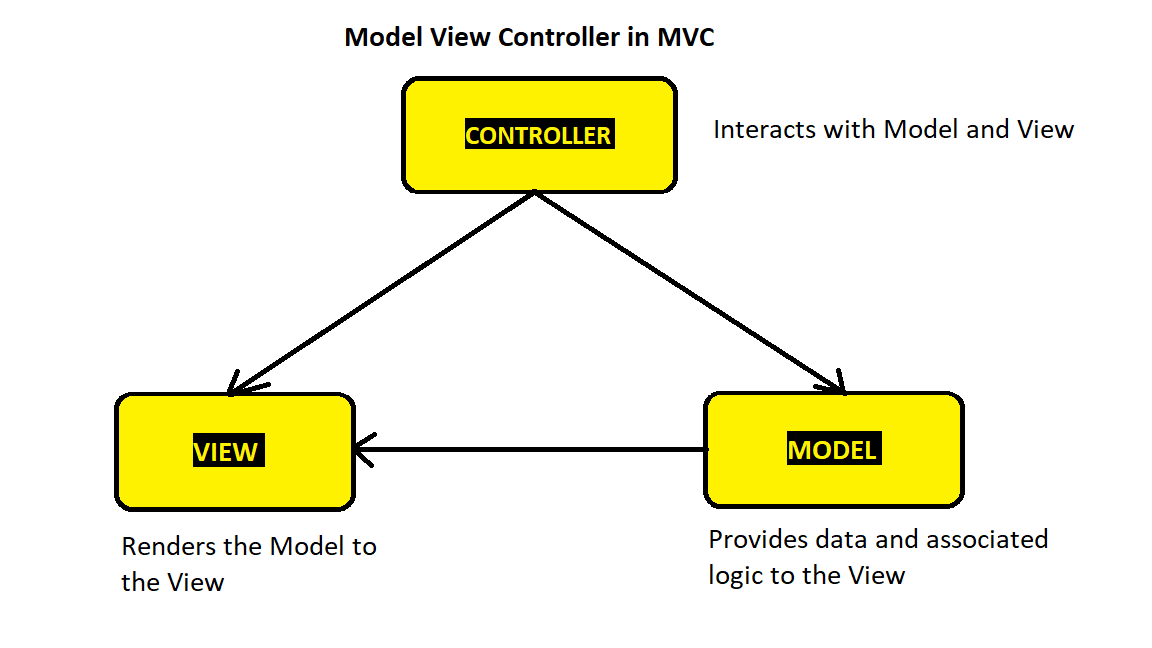 Model View Controller in MVC
CONTROLLER
Interacts with Model and View
VIEW
MODEL
Renders the Model to
the View
Provides data and associated
logic to the View